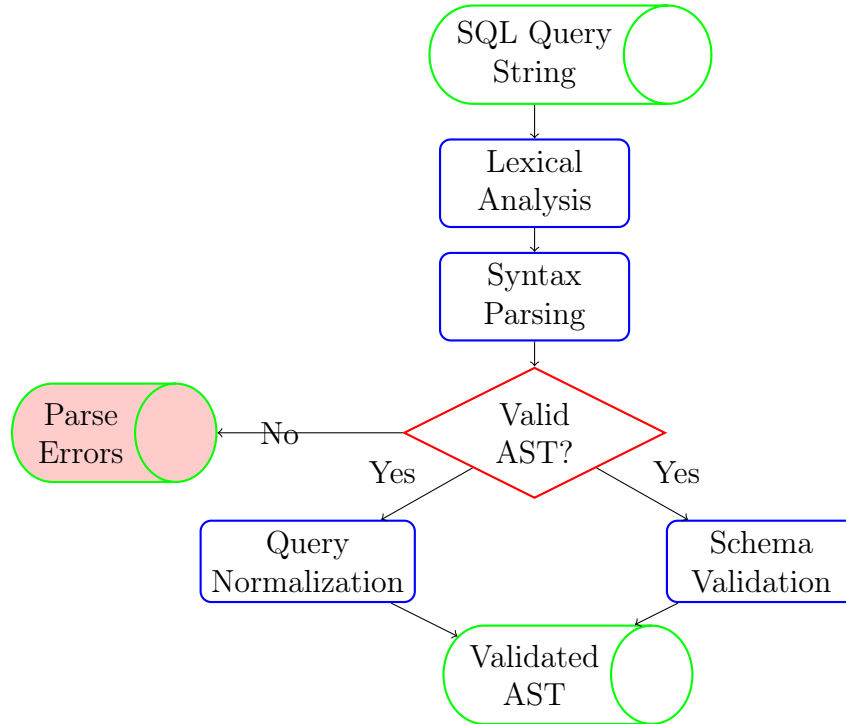 SQL Query
String
Lexical
Analysis
Syntax
Parsing
Parse
Errors
No
Valid
AST?
Yes
Yes
Query
Normalization
Schema
Validation
Validated
AST